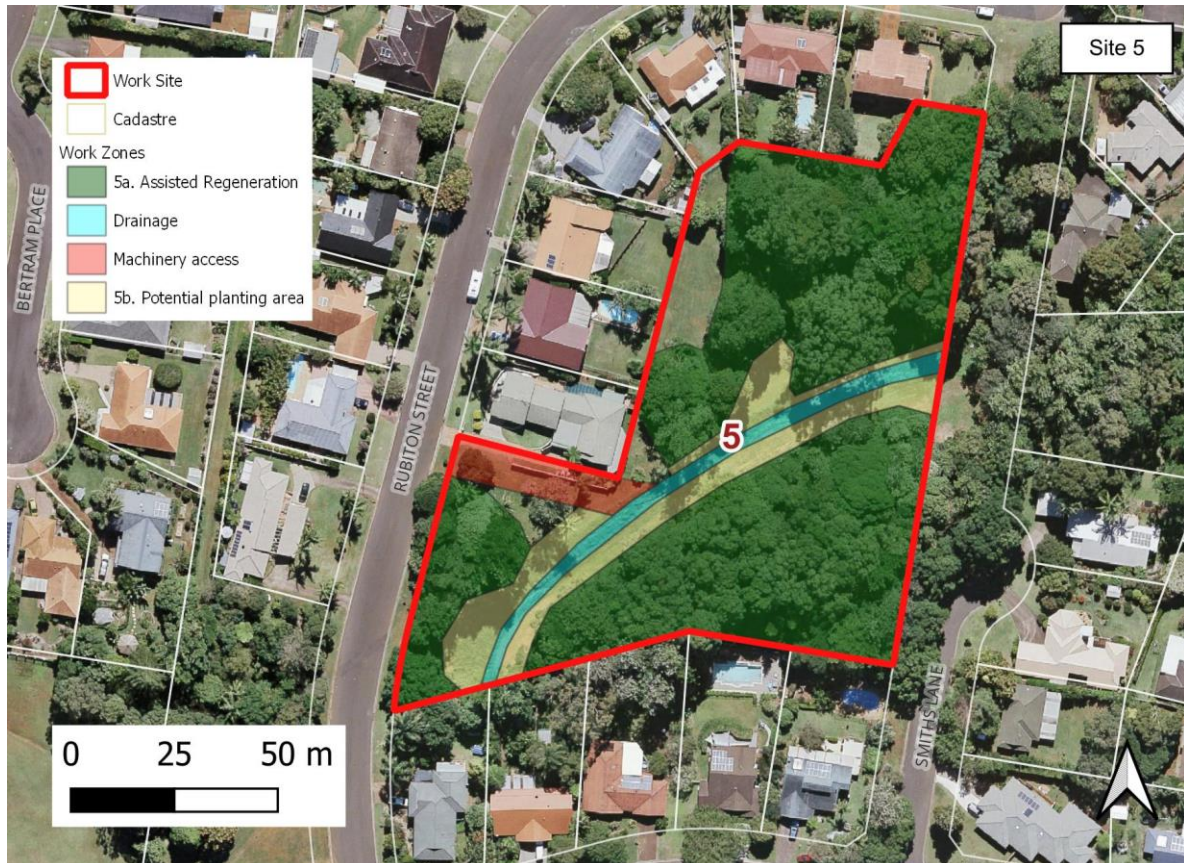 Site 5
Work Site
Cadastre
Work Zones
5a. Assisted Regeneration
Drainage
Machinery access
5b. Potential planting area
BERTRAM PLACE
RUBITON STREET
5
SMITHS LANE
0 25 50 m